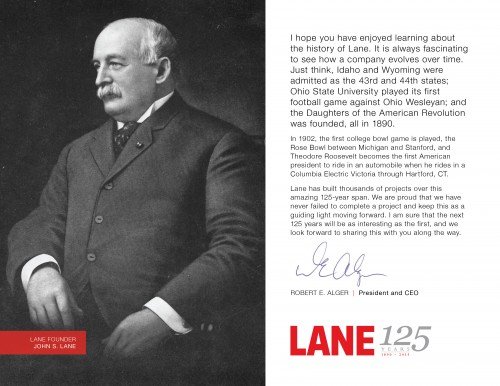 I hope you have enjoyed learning about
the history of Lane. It is always fascinating
to see how a company evolves over time.
Just think, Idaho and Wyoming were
admitted as the 43rd and 44th states;
Ohio State University played its first
football game against Ohio Wesleyan; and
the Daughters of the American Revolution
was founded, all in 1890.
In 1902, the first college bowl game is played, the
Rose Bowl between Michigan and Stanford, and
Theodore Roosevelt becomes the first American
president to ride in an automobile when he rides in a
Columbia Electric Victoria through Hartford, CT.
Lane has built thousands of projects over this
amazing 125-year span. We are proud that we have
never failed to complete a project and keep this as a
guiding light moving forward. I am sure that the next
125 years will be as interesting as the first, and we
look forward to sharing this with you along the way.
ROBERT E. ALGER | President and CEO
LANE FOUNDER
JOHN S. LANE
LANE 125
YEARS
1890 - 2015